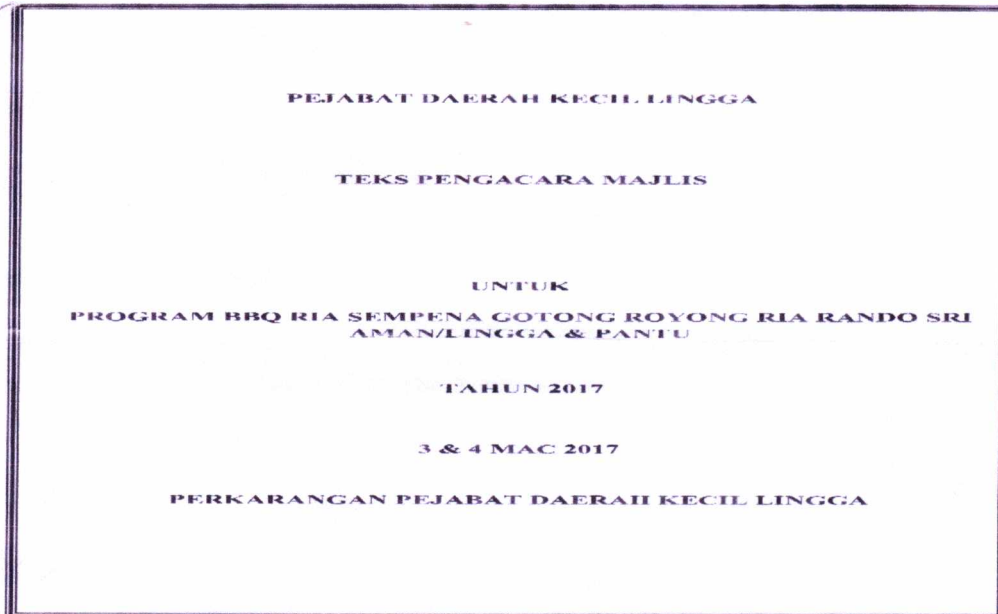 PEJABAT DAERAH KECIL LINGGA
TEKS PENGACARA MAJLIS
UNTUK
PROGRAM BBQ RIA SEMPENA GOTONG ROYONG RIA RANDO SRI
AMAN/LINGGA & PANTU
TAHUN 2017
3 & 4 MAC 2017
PERKARANGAN PEJABAT DAERAH KECIL LINGGA